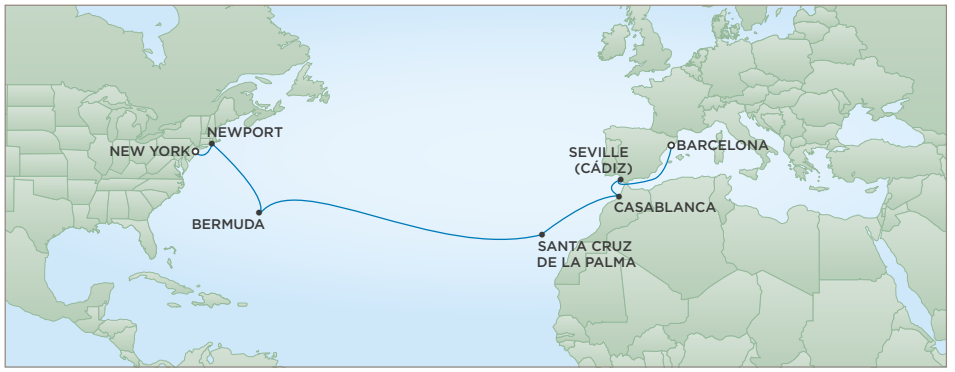 NEWPORT
NEW YORK
BERMUDA
SEVILLE
(CÁDIZ)
BARCELONA
CASABLANCA
SANTA CRUZ
DE LA PALMA